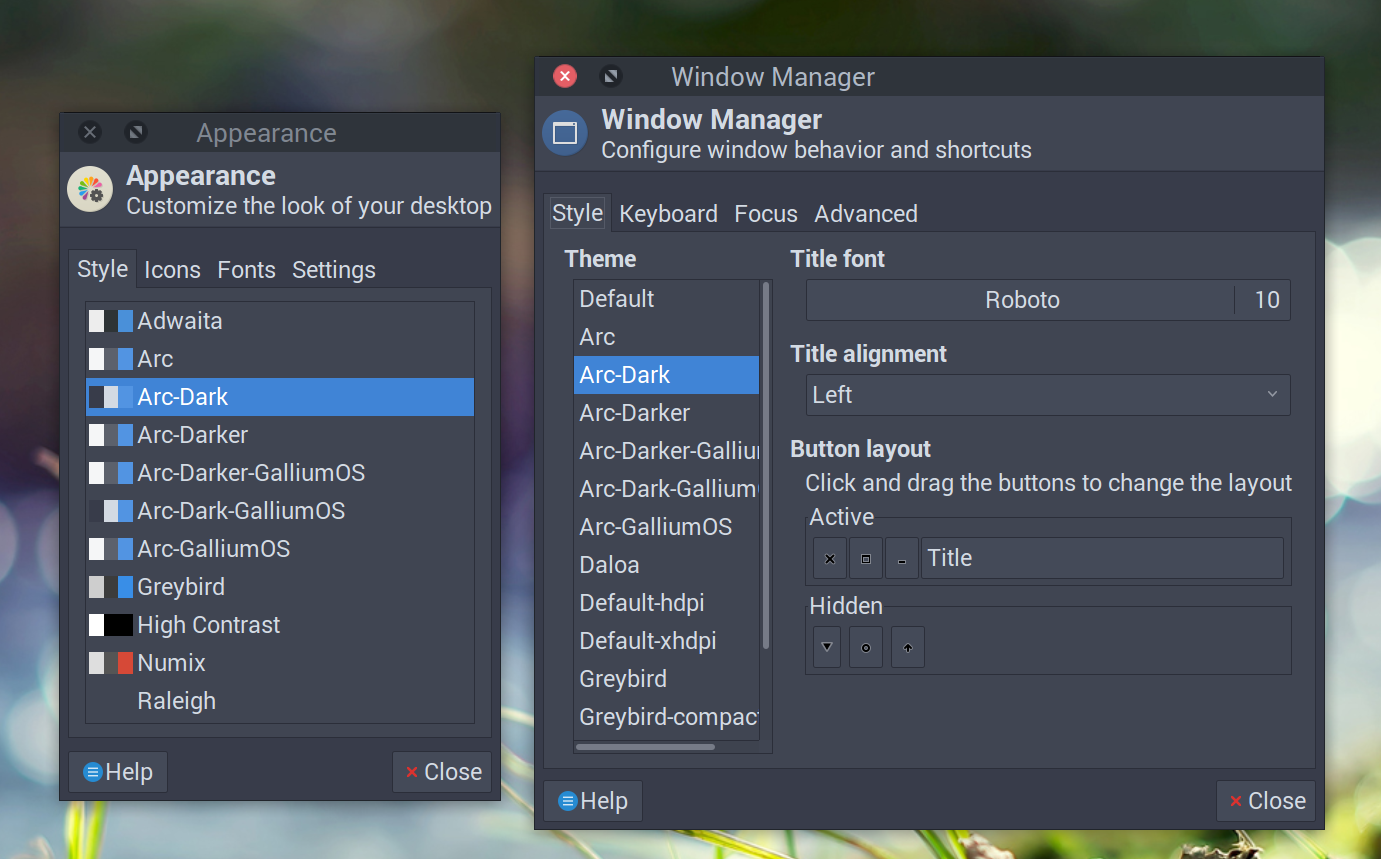 Appearance
Appearance
Customize the look of your desktop
Style Icons Fonts Settings
Adwaita
Arc
Arc-Dark
Arc-Darker
Arc-Darker-GalliumOS
Arc-Dark-GalliumOS
Arc-GalliumOS
Greybird
High Contrast
Numix
Raleigh
Help
Close
Window Manager
Window Manager
Configure window behavior and shortcuts
Style Keyboard Focus Advanced
Theme
Default
Arc
Arc-Dark
Arc-Darker
Arc-Darker-Galliu
Arc-Dark-Gallium
Arc-GalliumOS
Daloa
Default-hdpi
Default-xhdpi
Greybird
Greybird-compac
Title font
Roboto 10
Title alignment
Left
Button layout
Click and drag the buttons to change the layout
Active
Title
Hidden
Help
Close